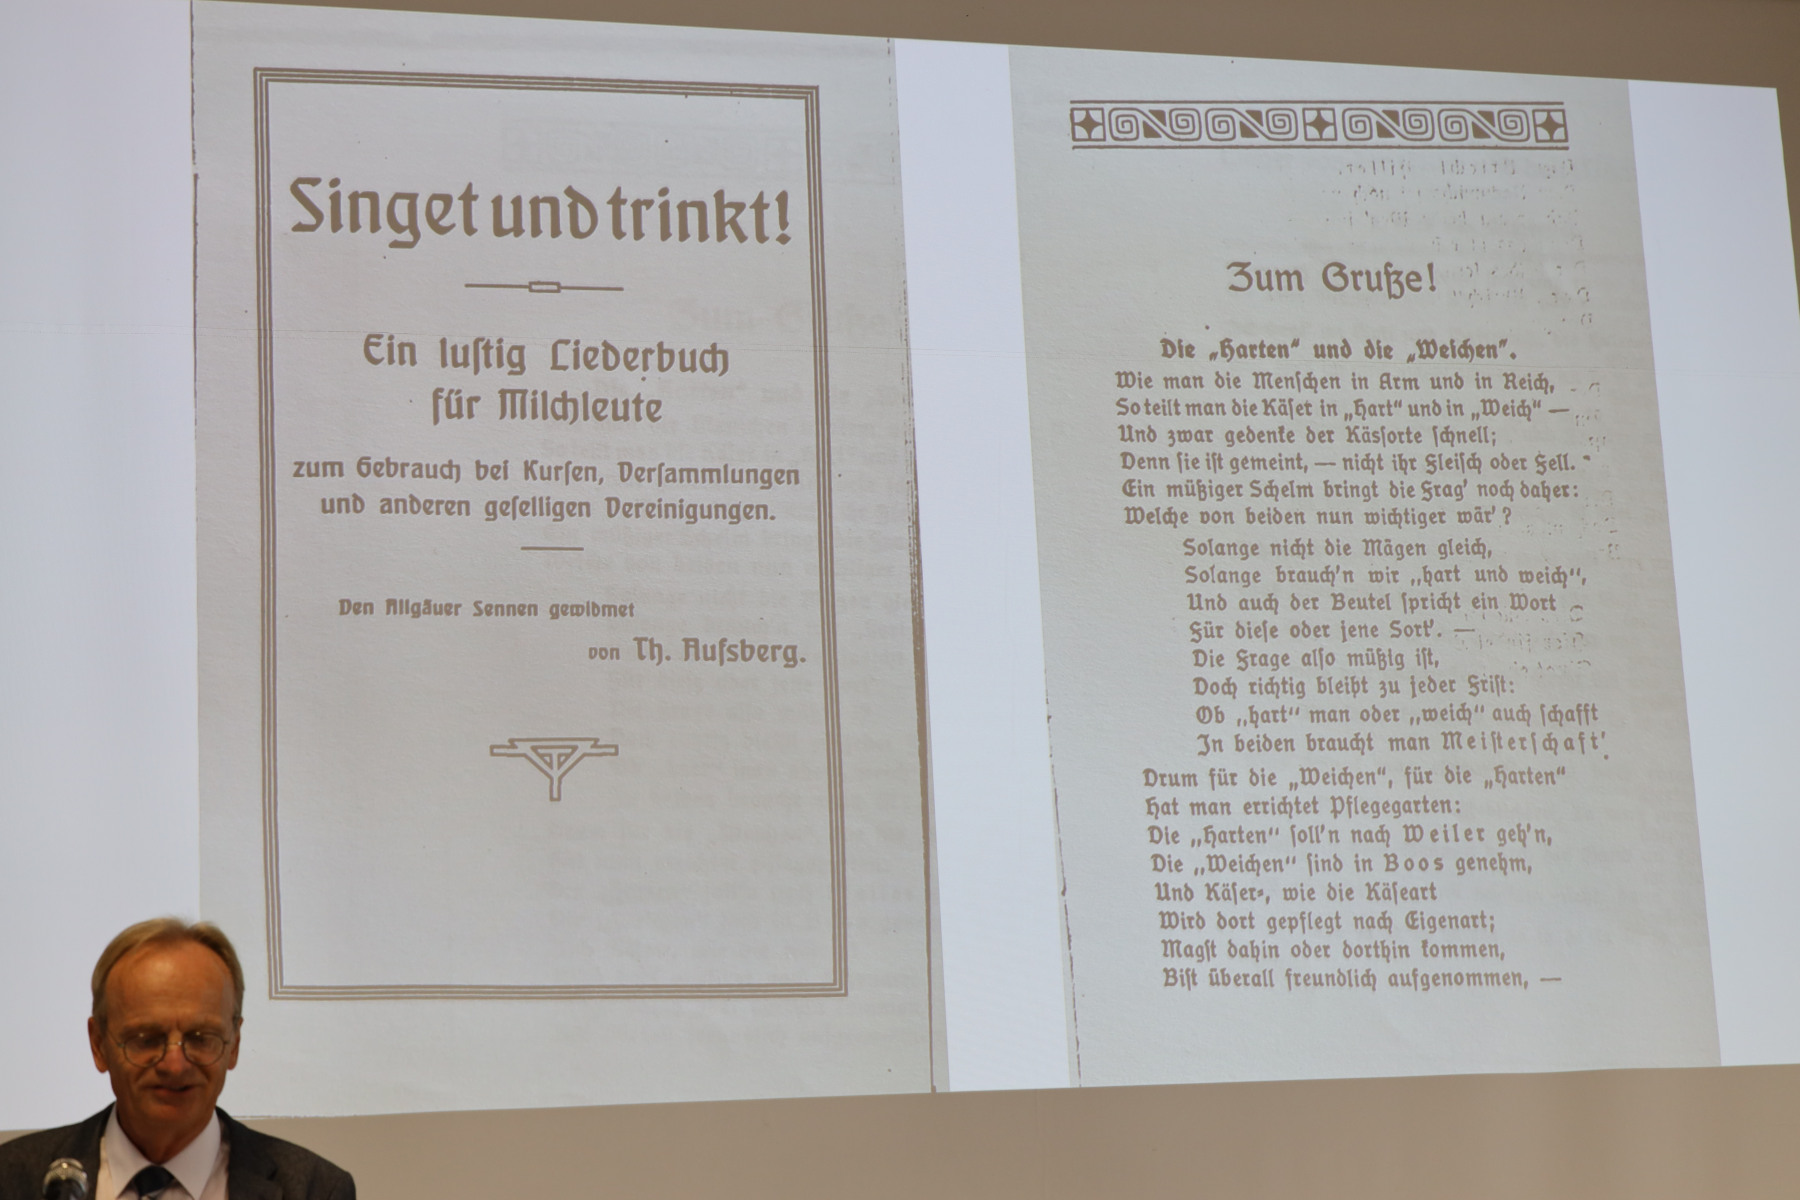 Singet und trinkt!
Ein luſtig Liederbuch
für Milchleute
zum Gebrauch bei Kurſen, Verſammlungen
und anderen geſelligen Vereinigungen.
Den Allgäuer Sennen gewidmet
von Th. Aufsberg.
Zum Gruße!
Die „Harten“ und die „Weichen“.
Wie man die Menſchen in Arm und in Reich,
So teilt man die Käſer in „Hart“ und in „Weich“ —
Und zwar gedenke der Käsſorte ſchnell;
Denn ſie iſt gemeint, — nicht ihr Fleiſch oder Fell.
Ein müßiger Schelm bringt die Frag' noch daher:
Welche von beiden nun wichtiger wär'?
Solange nicht die Mägen gleich,
Solange brauch'n wir „hart und weich“,
Und auch der Beutel ſpricht ein Wort
Für dieſe oder jene Sort'. —
Die Frage alſo müßig iſt,
Doch richtig bleibt zu jeder Friſt:
Ob „hart“ man oder „weich“ auch ſchafft
In beiden braucht man Meiſterſchaft'.
Drum für die „Weichen“, für die „Harten“
Hat man errichtet Pflegegarten:
Die „Harten“ ſoll'n nach Weiler geh'n,
Die „Weichen“ ſind in Boos genehm,
Und Käſer-, wie die Käſeart
Wird dort gepflegt nach Eigenart;
Magſt dahin oder dorthin kommen,
Biſt überall freundlich aufgenommen, —